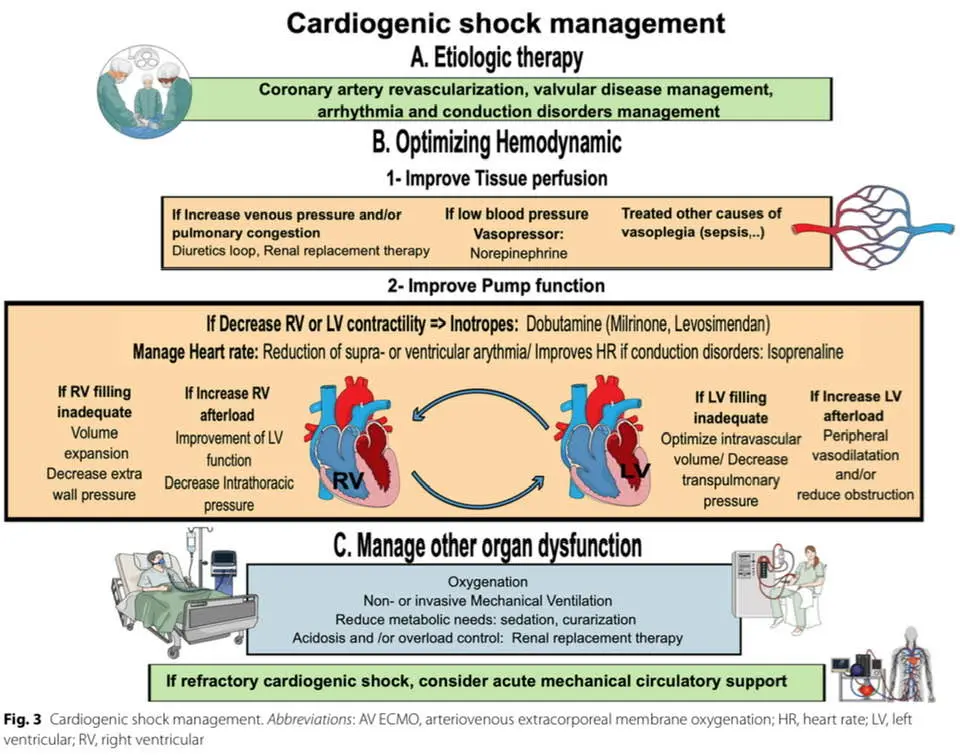 Cardiogenic shock management
A. Etiologic therapy
Coronary artery revascularization, valvular disease management,
arrhythmia and conduction disorders management
B. Optimizing Hemodynamic
1- Improve Tissue perfusion
If Increase venous pressure and/or
pulmonary congestion
Diuretics loop, Renal replacement therapy
If low blood pressure
Vasopressor:
Norepinephrine
Treated other causes of
vasoplegia (sepsis,..)
2- Improve Pump function
If Decrease RV or LV contractility => Inotropes: Dobutamine (Milrinone, Levosimendan)
Manage Heart rate: Reduction of supra- or ventricular arythmia/ Improves HR if conduction disorders: Isoprenaline
If RV filling
inadequate
Volume
expansion
Decrease extra
wall pressure
If Increase RV
afterload
Improvement of LV
function
Decrease Intrathoracic
pressure
RV
LV
If LV filling
inadequate
Optimize intravascular
volume/ Decrease
transpulmonary
pressure
If Increase LV
afterload
Peripheral
vasodilatation
and/or
reduce obstruction
C. Manage other organ dysfunction
Oxygenation
Non- or invasive Mechanical Ventilation
Reduce metabolic needs: sedation, curarization
Acidosis and /or overload control: Renal replacement therapy
If refractory cardiogenic shock, consider acute mechanical circulatory support
Fig. 3 Cardiogenic shock management. Abbreviations: AV ECMO, arteriovenous extracorporeal membrane oxygenation; HR, heart rate; LV, left
ventricular; RV, right ventricular